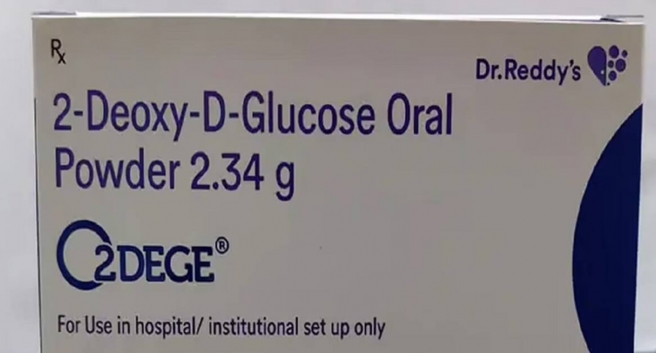 Rx
Dr.Reddy's
2-Deoxy-D-Glucose Oral
Powder 2.34 g
2DEGE®
For Use in hospital/ institutional set up only